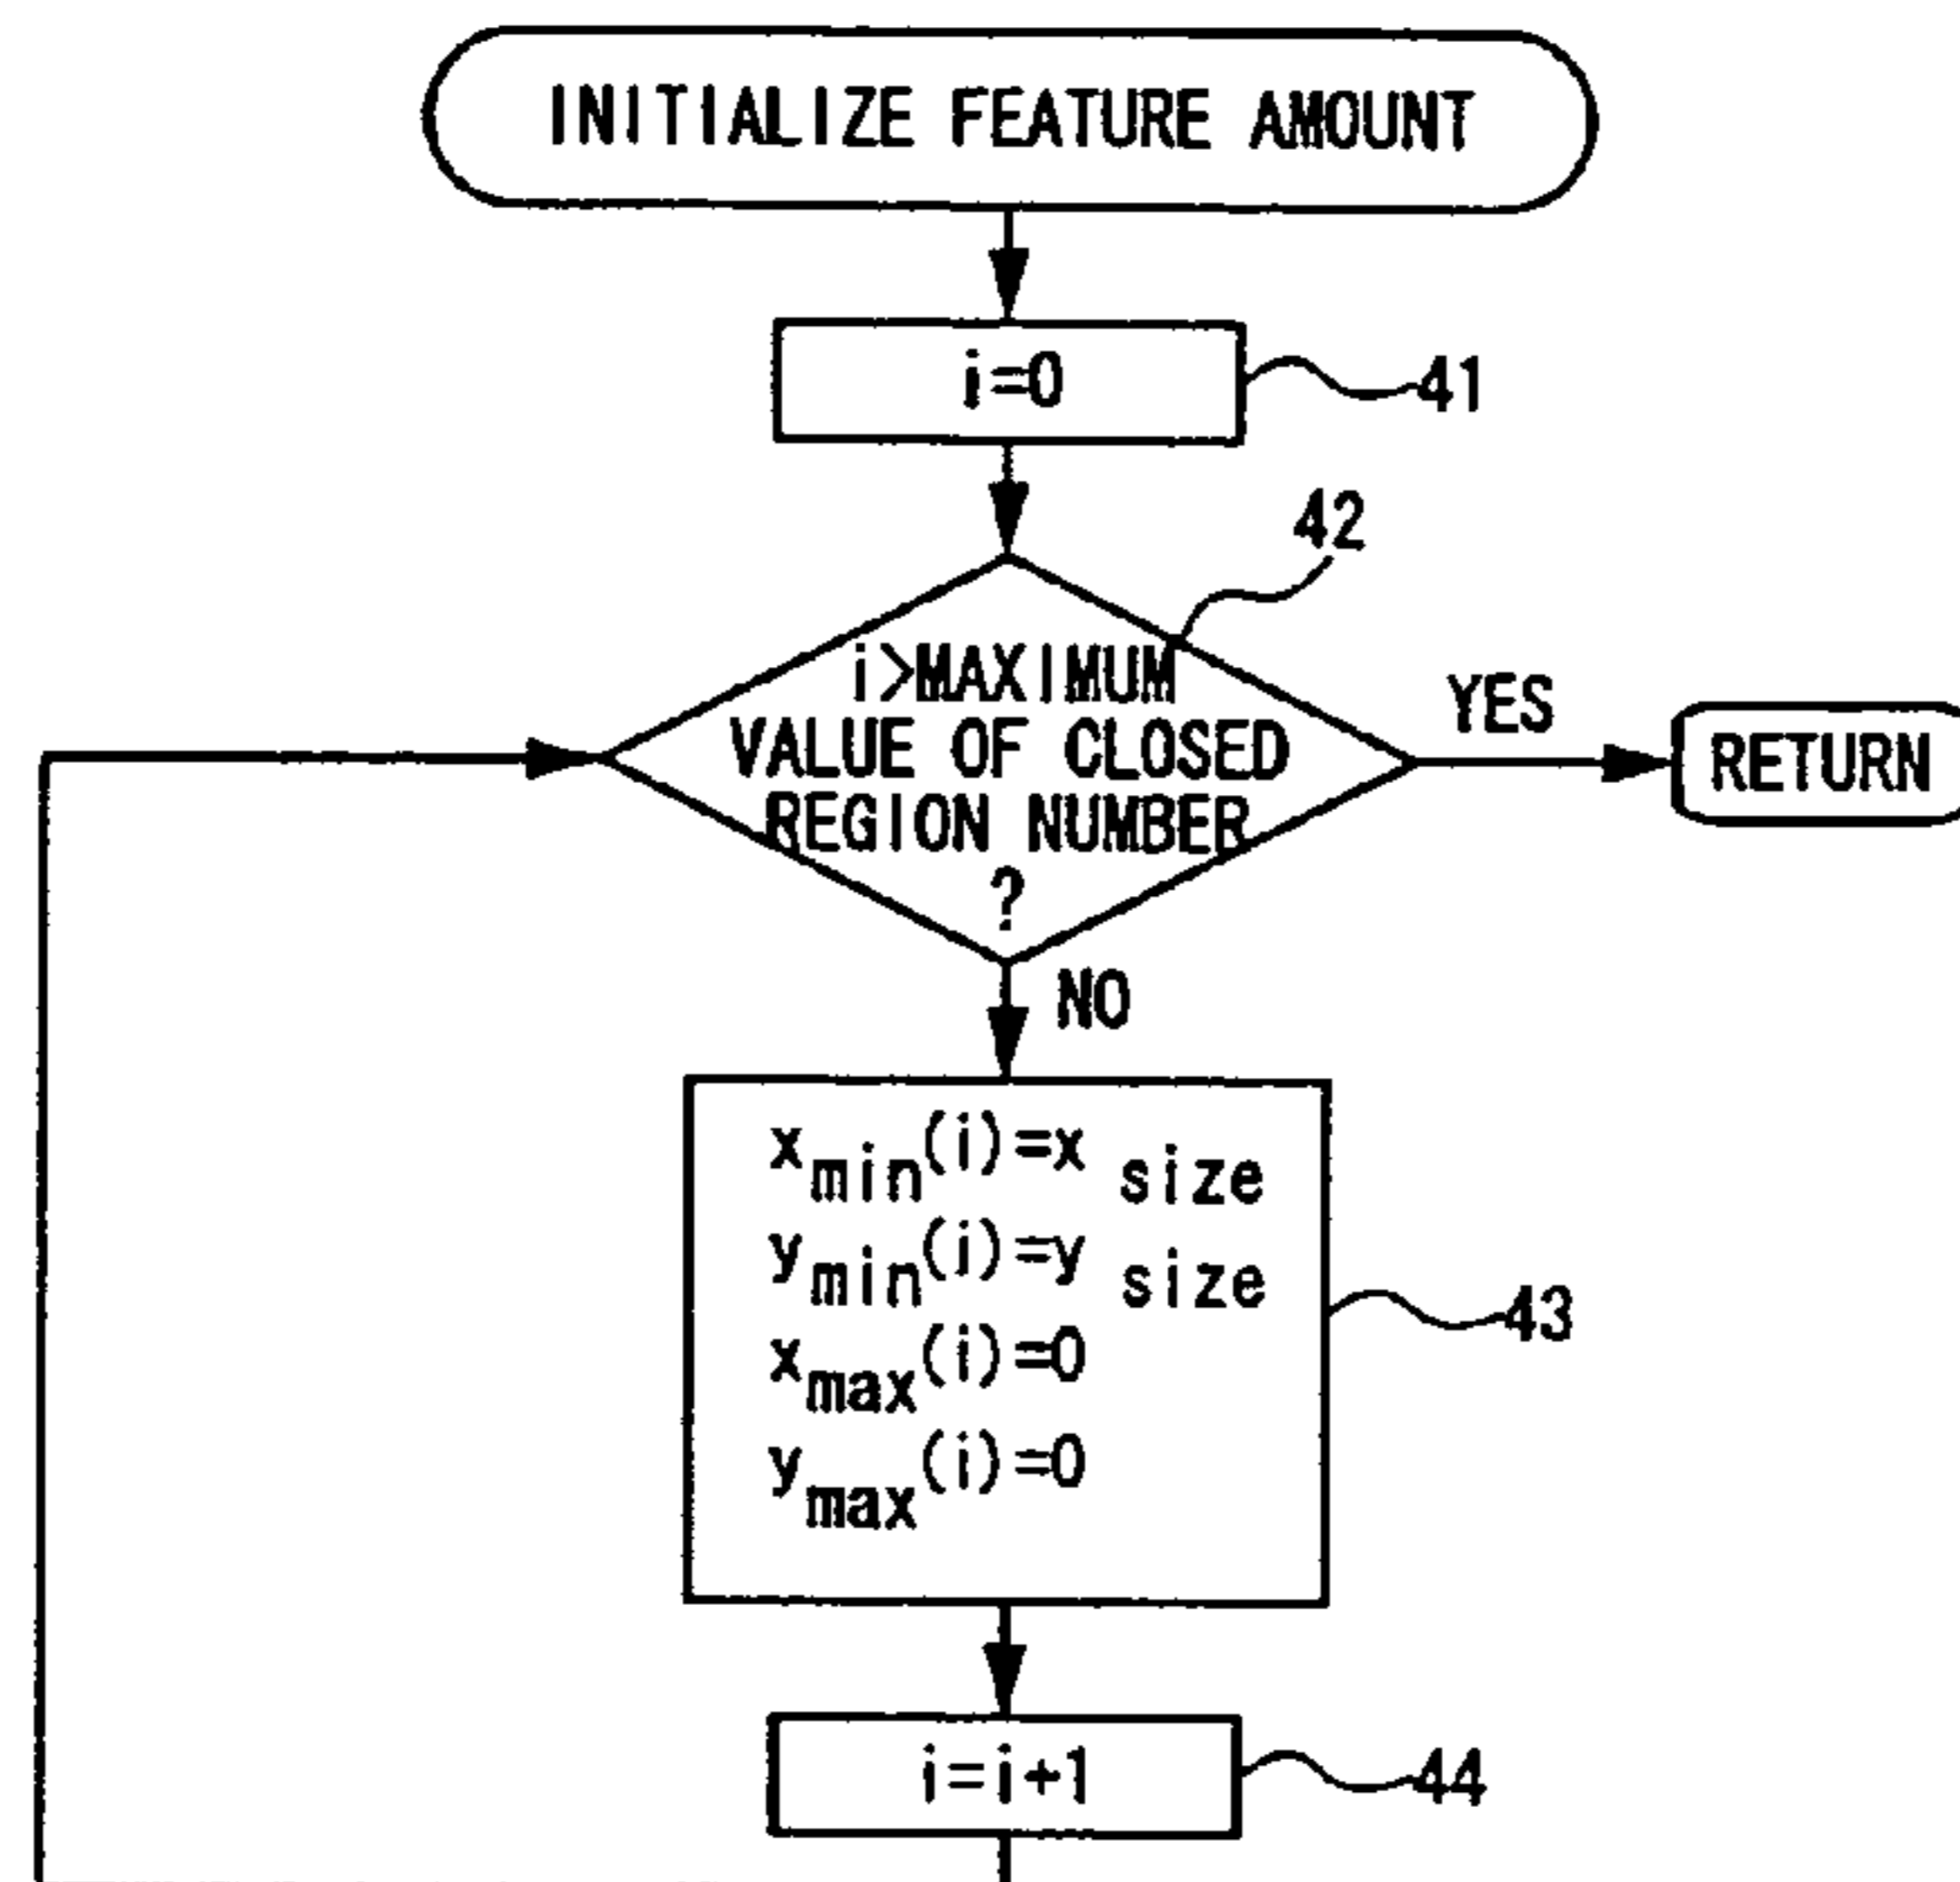 INITIALIZE FEATURE AMOUNT
i=0
41
42
i>MAXIMUM
VALUE OF CLOSED
REGION NUMBER
?
YES
RETURN
NO
xmin(i)=x size
ymin(i)=y size
xmax(i)=0
ymax(i)=0
43
i=i+1
44